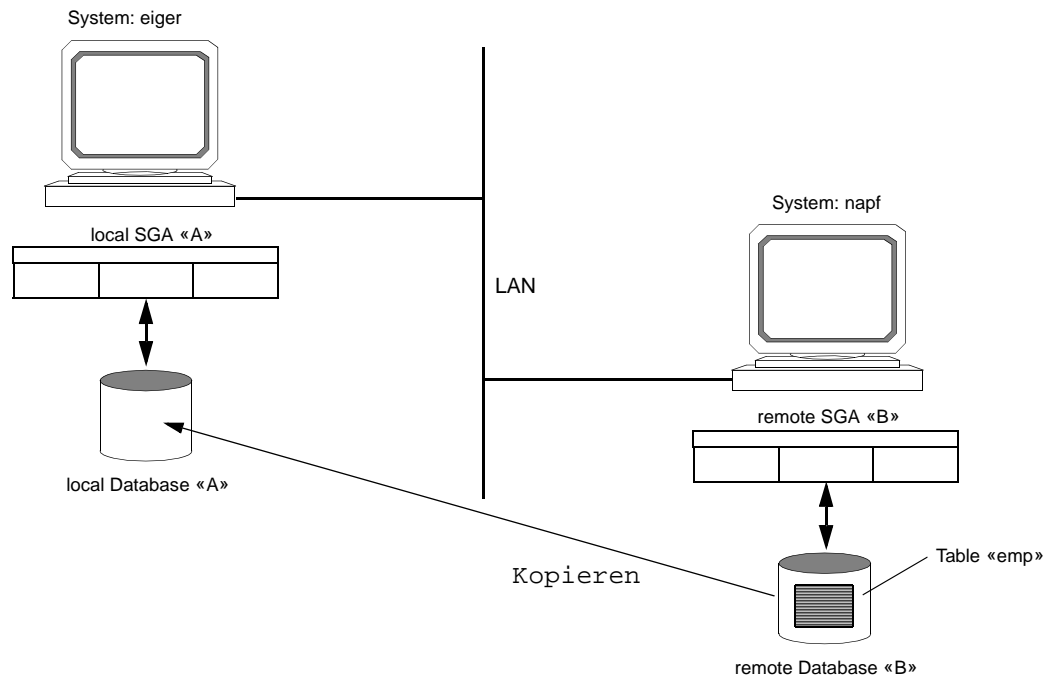 System: eiger
local SGA «A»
local Database «A»
LAN
System: napf
remote SGA «B»
Table «emp»
Kopieren
remote Database «B»